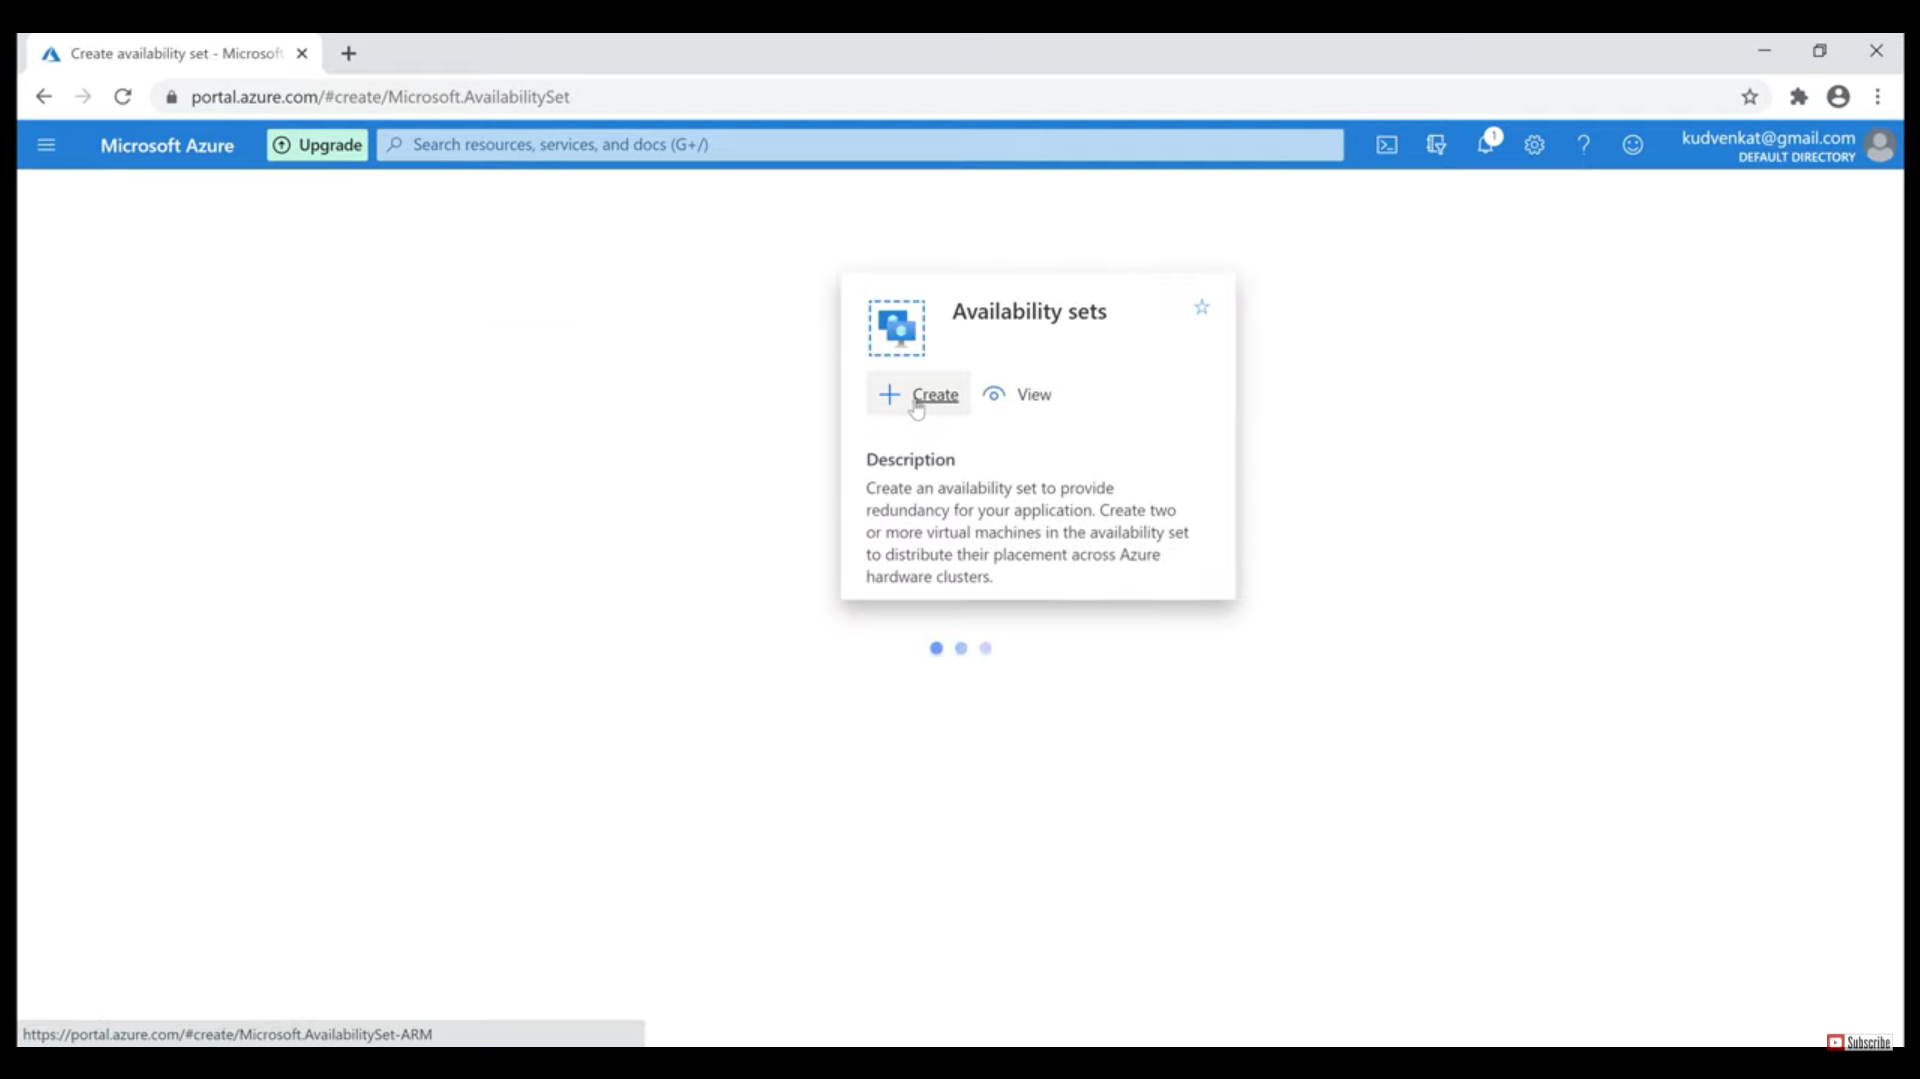 Create availability set - Microsoft
portal.azure.com/#create/Microsoft.AvailabilitySet
Microsoft Azure
Upgrade
Search resources, services, and docs (G+/)
1
kudvenkat@gmail.com
DEFAULT DIRECTORY
Availability sets
Create
View
Description
Create an availability set to provide
redundancy for your application. Create two
or more virtual machines in the availability set
to distribute their placement across Azure
hardware clusters.
https://portal.azure.com/#create/Microsoft.AvailabilitySet-ARM
Subscribe